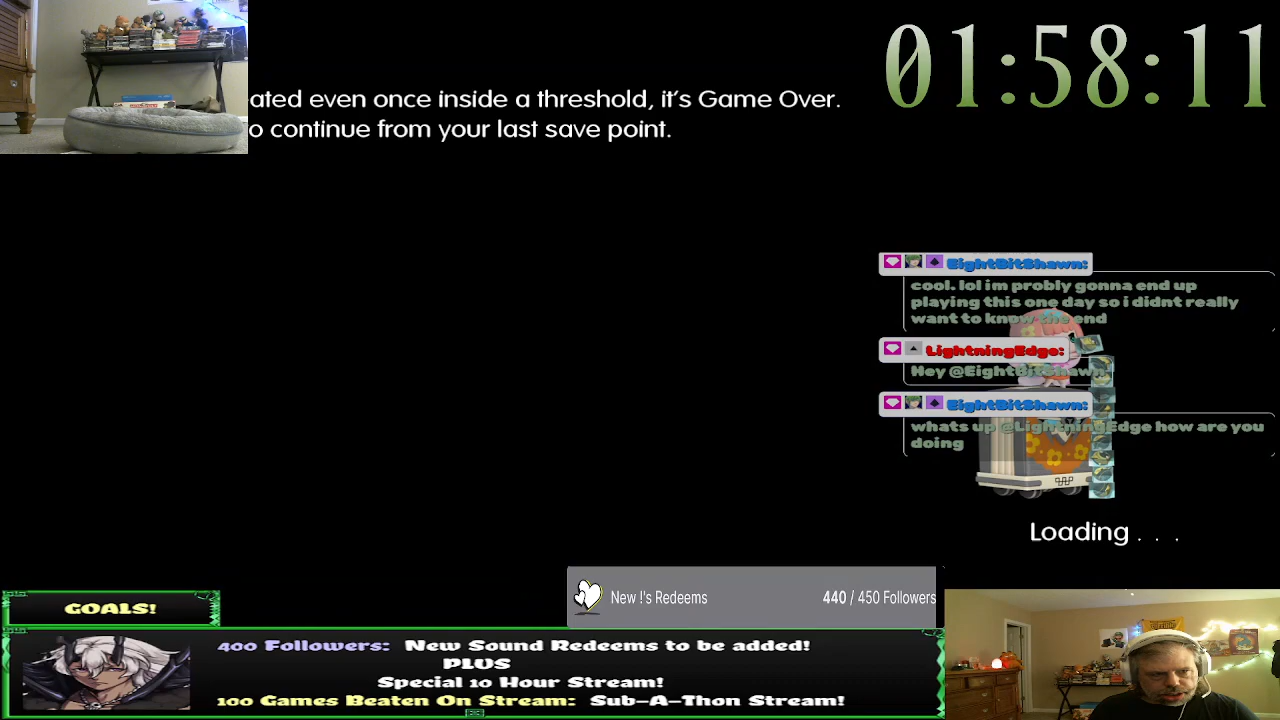 01:58:11
ated even once inside a threshold, it's Game Over.
o continue from your last save point.
EightBitShawn:
cool. lol im probly gonna end up
playing this one day so i didnt really
want to know the end
LightningEdge:
Hey @EightBitShawn
EightBitShawn:
whats up @LightningEdge how are you
doing
Loading . . .
New !'s Redeems 440 / 450 Followers
GOALS!
400 Followers: New Sound Redeems to be added!
PLUS
Special 10 Hour Stream!
100 Games Beaten On Stream: Sub-A-Thon Stream!